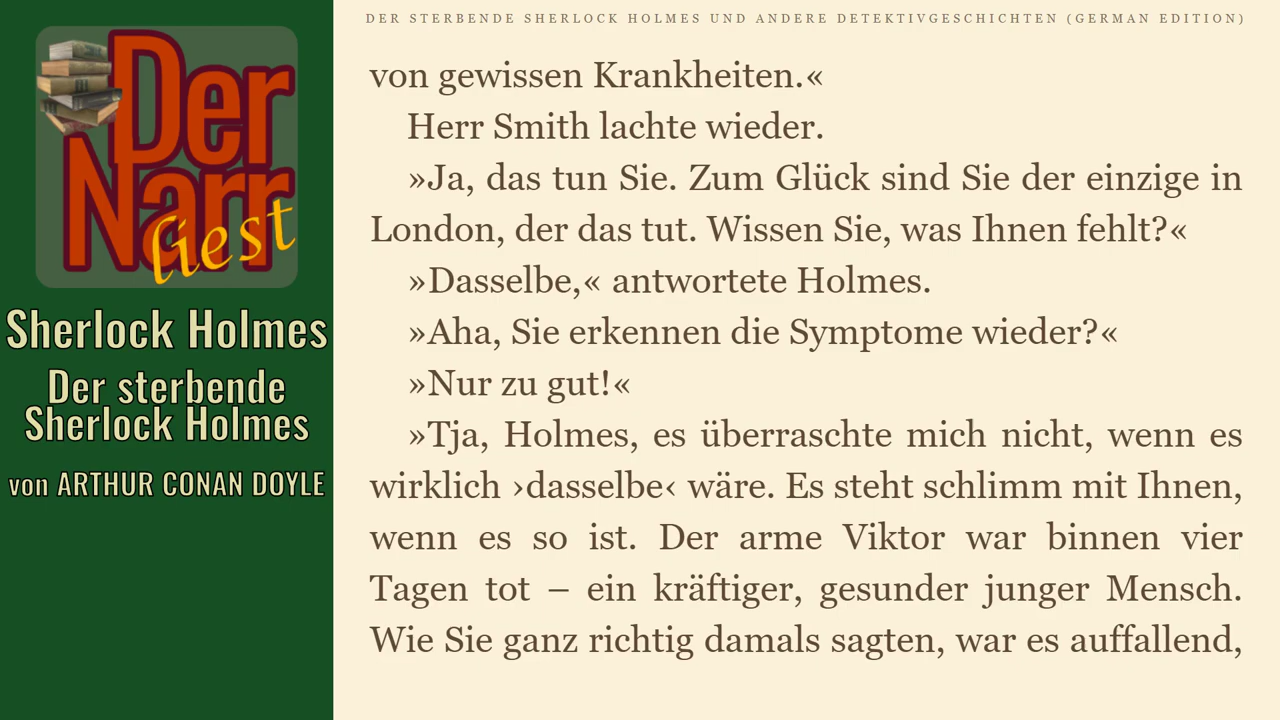 Der
Narr
liest
Sherlock Holmes
Der sterbende
Sherlock Holmes
von ARTHUR CONAN DOYLE
DER STERBENDE SHERLOCK HOLMES UND ANDERE DETEKTIVGESCHICHTEN (GERMAN EDITION)
von gewissen Krankheiten.«
Herr Smith lachte wieder.
»Ja, das tun Sie. Zum Glück sind Sie der einzige in
London, der das tut. Wissen Sie, was Ihnen fehlt?«
»Dasselbe,« antwortete Holmes.
»Aha, Sie erkennen die Symptome wieder?«
»Nur zu gut!«
»Tja, Holmes, es überraschte mich nicht, wenn es
wirklich ›dasselbe‹ wäre. Es steht schlimm mit Ihnen,
wenn es so ist. Der arme Viktor war binnen vier
Tagen tot – ein kräftiger, gesunder junger Mensch.
Wie Sie ganz richtig damals sagten, war es auffallend,